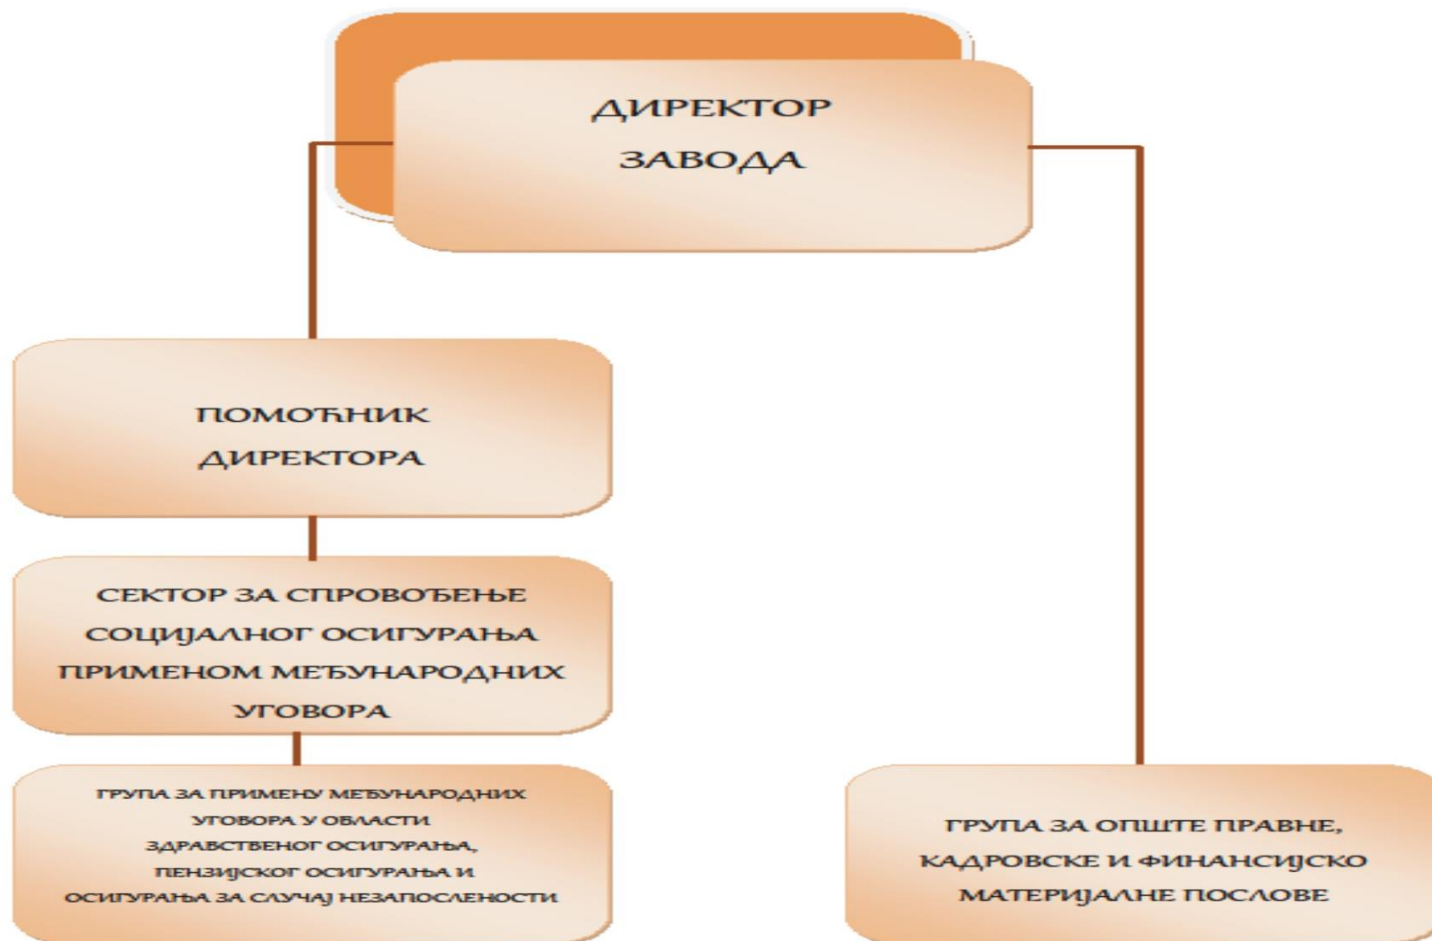 ДИРЕКТОР
ЗАВОДА
ПОМОЋНИК
ДИРЕКТОРА
СЕКТОР ЗА СПРОВОЂЕЊЕ
СОЦИЈАЛНОГ ОСИГУРАЊА
ПРИМЕНОМ МЕЂУНАРОДНИХ
УГОВОРА
ГРУПА ЗА ПРИМЕНУ МЕЂУНАРОДНИХ
УГОВОРА У ОБЛАСТИ
ЗДРАВСТВЕНОГ ОСИГУРАЊА,
ПЕНЗИЈСКОГ ОСИГУРАЊА И
ОСИГУРАЊА ЗА СЛУЧАЈ НЕЗАПОСЛЕНОСТИ
ГРУПА ЗА ОПШТЕ ПРАВНЕ,
КАДРОВСКЕ И ФИНАНСИЈСКО
МАТЕРИЈАЛНЕ ПОСЛОВЕ